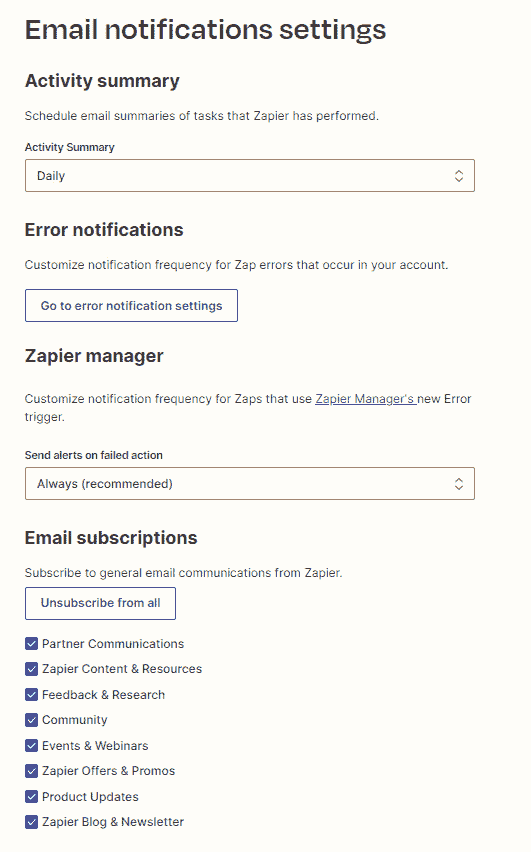 Email notifications settings
Activity summary
Schedule email summaries of tasks that Zapier has performed.
Activity Summary
Daily
Error notifications
Customize notification frequency for Zap errors that occur in your account.
Go to error notification settings
Zapier manager
Customize notification frequency for Zaps that use Zapier Manager's new Error
trigger.
Send alerts on failed action
Always (recommended)
Email subscriptions
Subscribe to general email communications from Zapier.
Unsubscribe from all
Partner Communications
Zapier Content & Resources
Feedback & Research
Community
Events & Webinars
Zapier Offers & Promos
Product Updates
Zapier Blog & Newsletter